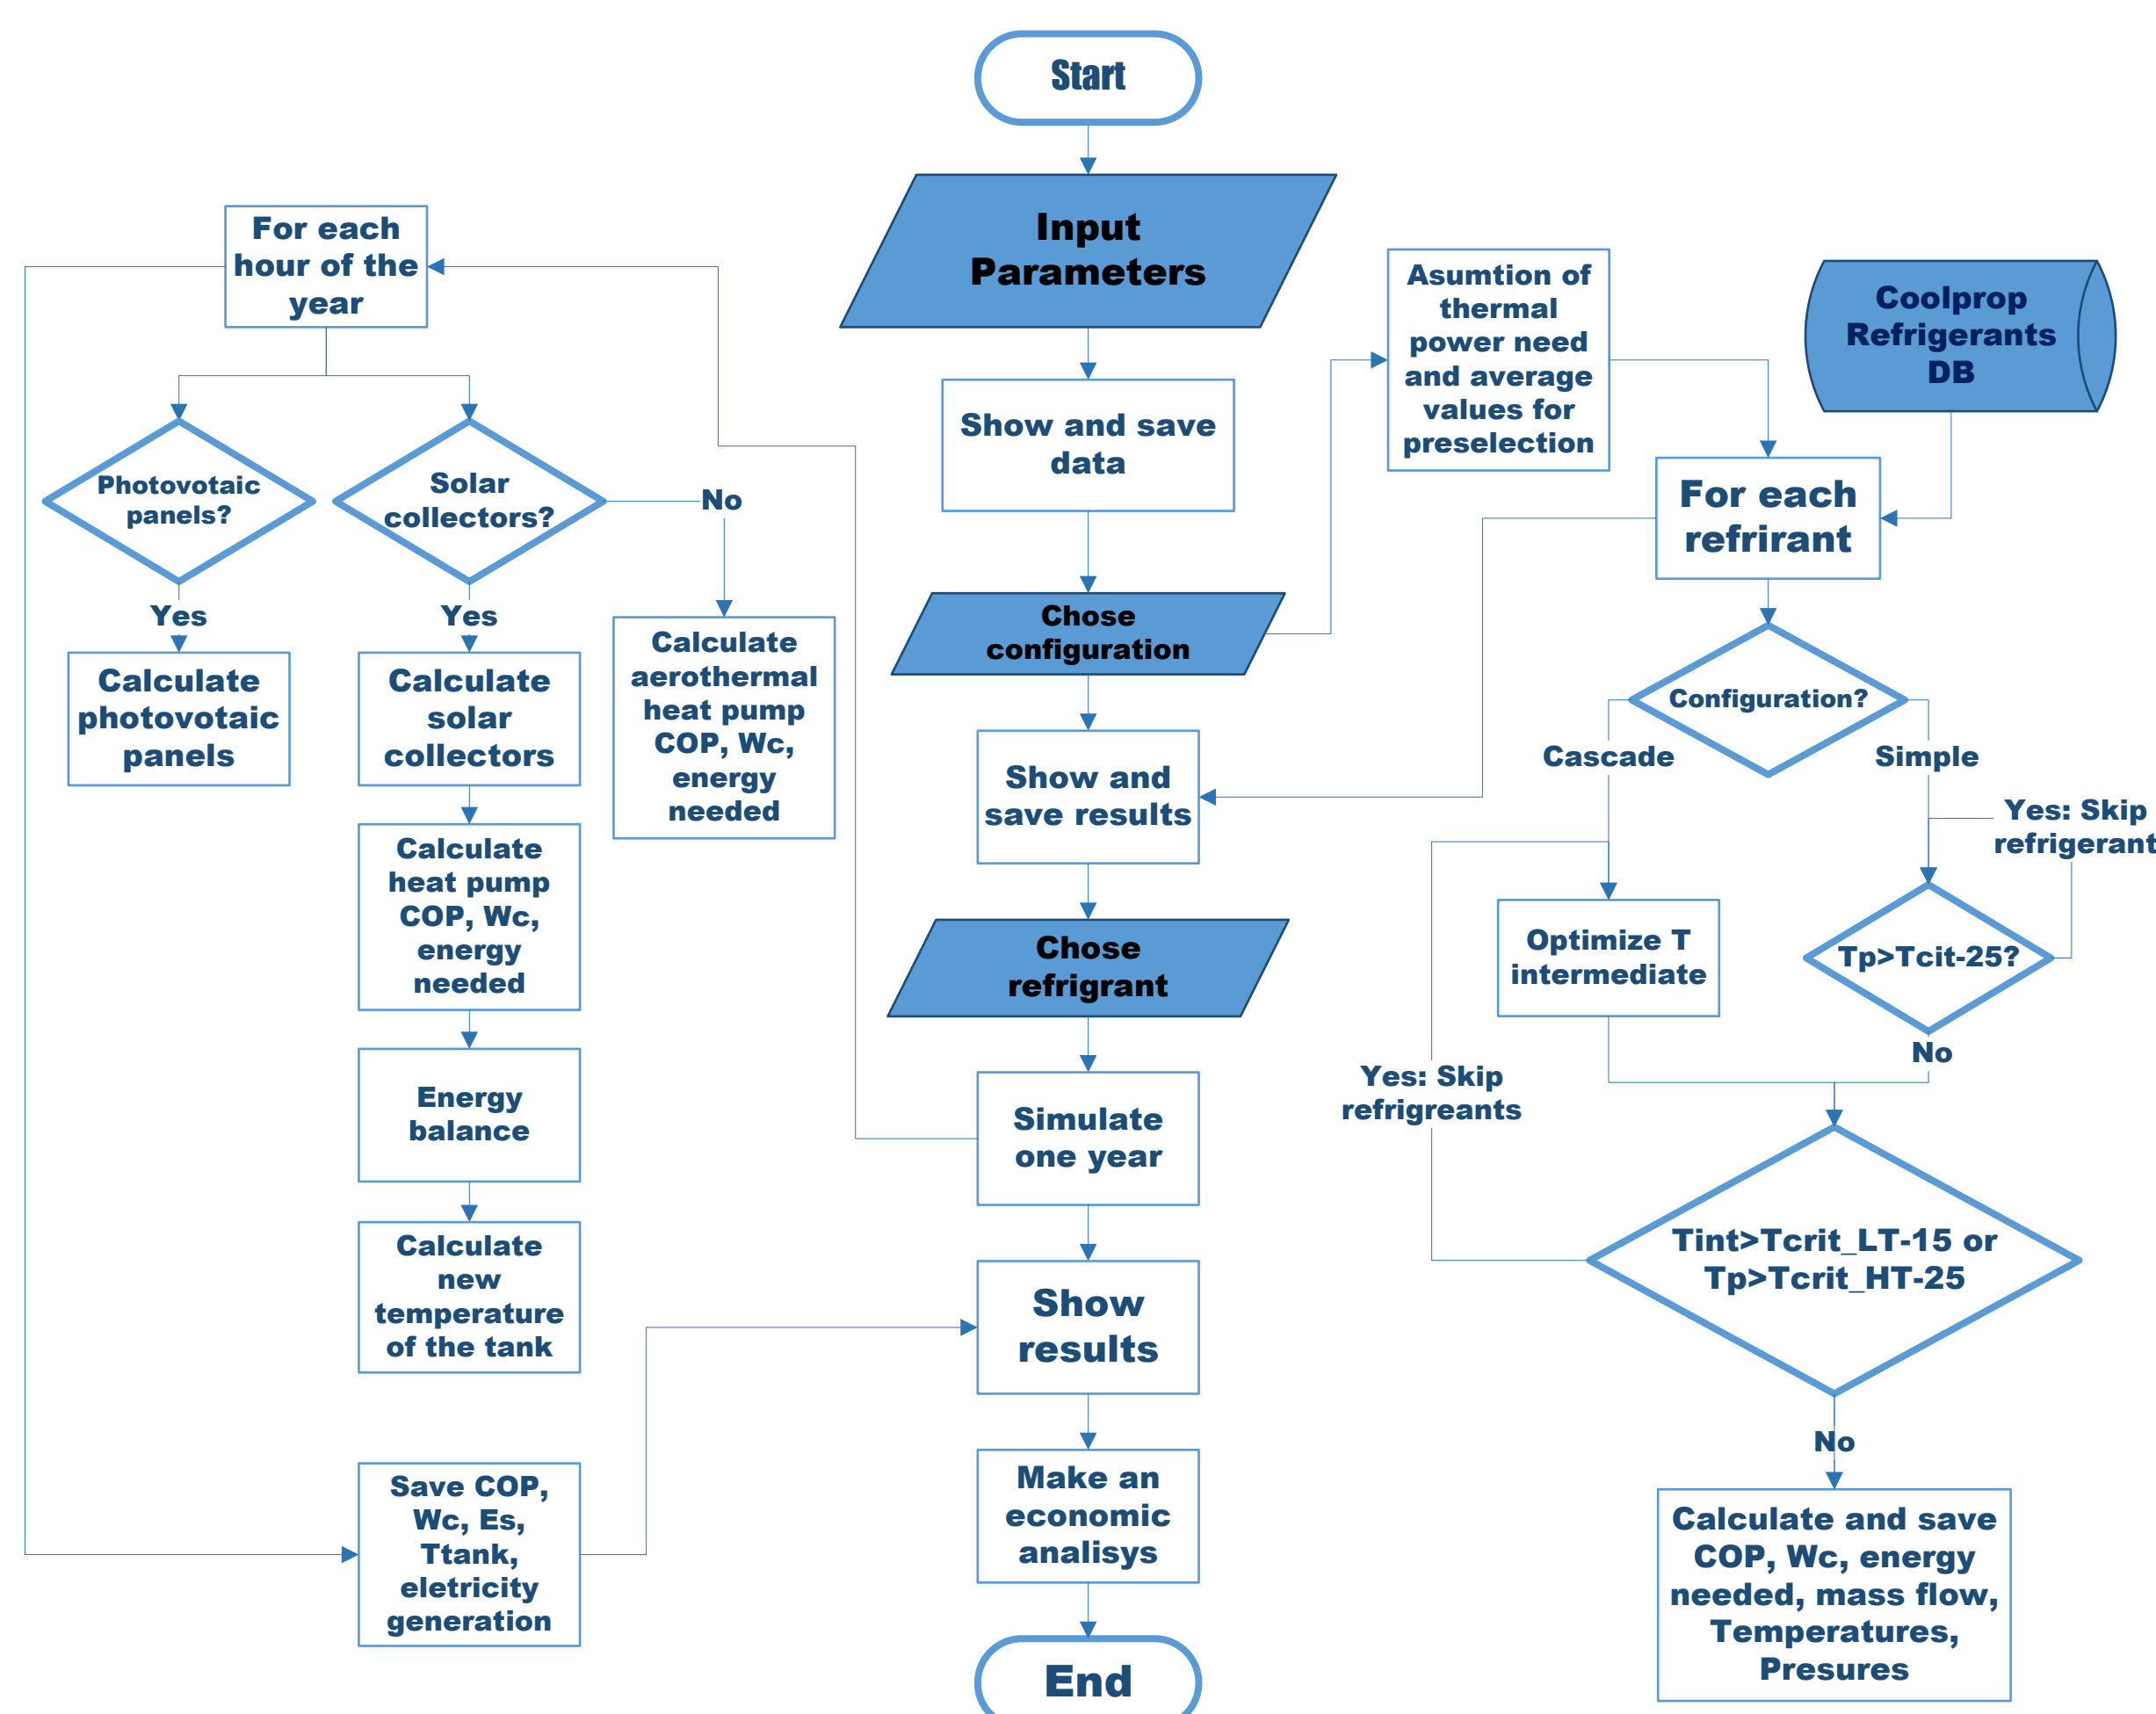 Start
Input
Parameters
Show and save
data
Chose
configuration
Show and
save results
Chose
refrigrant
Simulate
one year
Show
results
Make an
economic
analisys
End
For each
hour of the
year
Photovotaic
panels?
Yes
Calculate
photovotaic
panels
Solar
collectors?
No
Yes
Calculate
solar
collectors
Calculate
aerothermal
heat pump
COP, Wc,
energy
needed
Calculate
heat pump
COP, Wc,
energy
needed
Energy
balance
Calculate
new
temperature
of the tank
Save COP,
Wc, Es,
Ttank,
eletricity
generation
Asumtion of
thermal
power need
and average
values for
preselection
Coolprop
Refrigerants
DB
For each
refrirant
Configuration?
Cascade
Simple
Yes: Skip
refrigerant
Optimize T
intermediate
Tp>Tcit-25?
No
Yes: Skip
refrigreants
Tint>Tcrit_LT-15 or
Tp>Tcrit_HT-25
No
Calculate and save
COP, Wc, energy
needed, mass flow,
Temperatures,
Presures